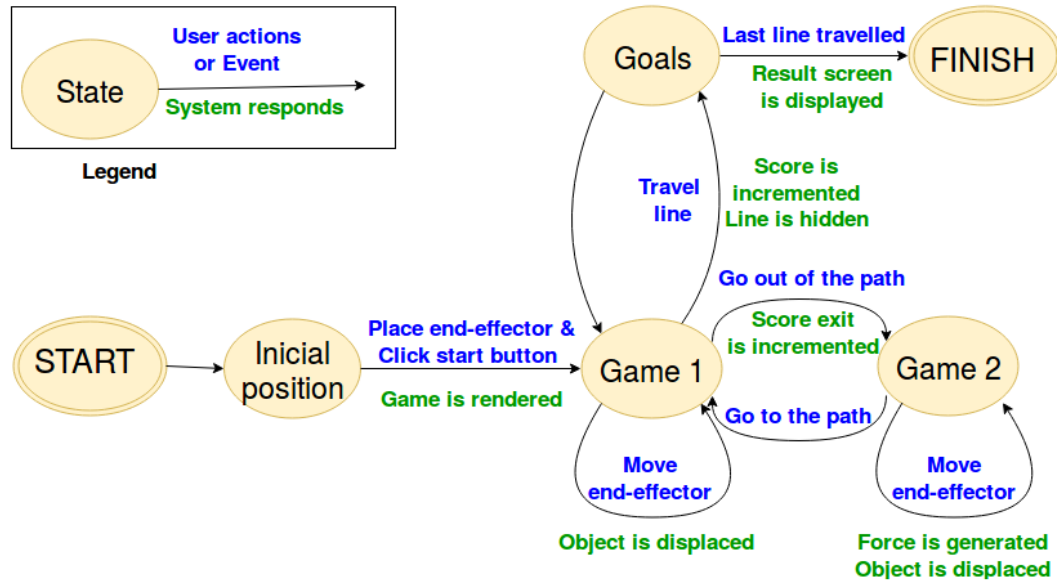 User actions
or Event
State
System responds
Legend
Goals
Last line travelled
Result screen
is displayed
FINISH
Travel
line
Score is
incremented
Line is hidden
START
Inicial
position
Place end-effector &
Click start button
Game is rendered
Game 1
Go out of the path
Score exit
is incremented
Go to the path
Game 2
Move
end-effector
Object is displaced
Move
end-effector
Force is generated
Object is displaced